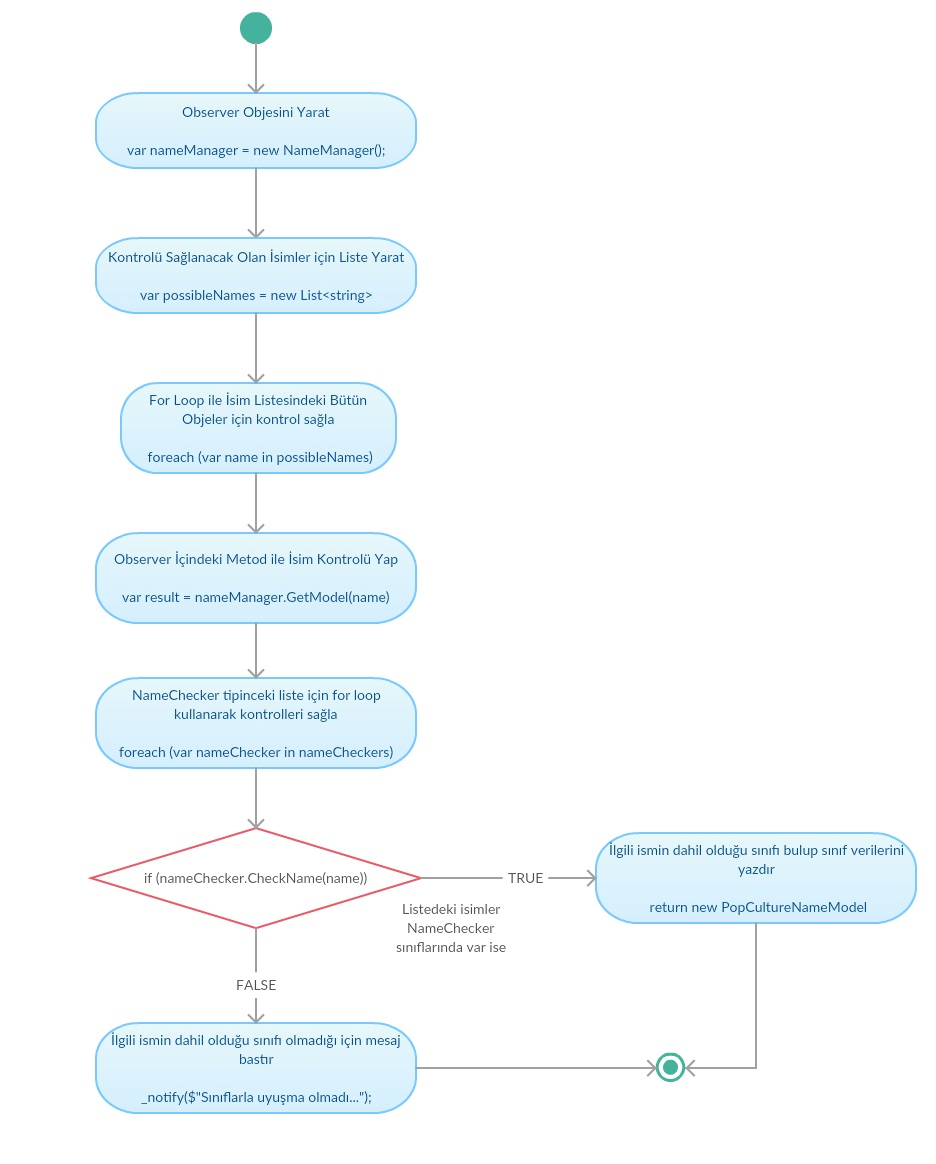 Observer Objesini Yarat
var nameManager = new NameManager();
Kontrolü Sağlanacak Olan İsimler için Liste Yarat
var possibleNames = new List<string>
For Loop ile İsim Listesindeki Bütün
Objeler için kontrol sağla
foreach (var name in possibleNames)
Observer İçindeki Metod ile İsim Kontrolü Yap
var result = nameManager.GetModel(name)
NameChecker tipinceki liste için for loop
kullanarak kontrolleri sağla
foreach (var nameChecker in nameCheckers)
if (nameChecker.CheckName(name))
TRUE
Listedeki isimler
NameChecker
sınıflarında var ise
İlgili ismin dahil olduğu sınıfı bulup sınıf verilerini
yazdır
return new PopCultureNameModel
FALSE
İlgili ismin dahil olduğu sınıfı olmadığı için mesaj
bastır
_notify($"Sınıflarla uyuşma olmadı...");